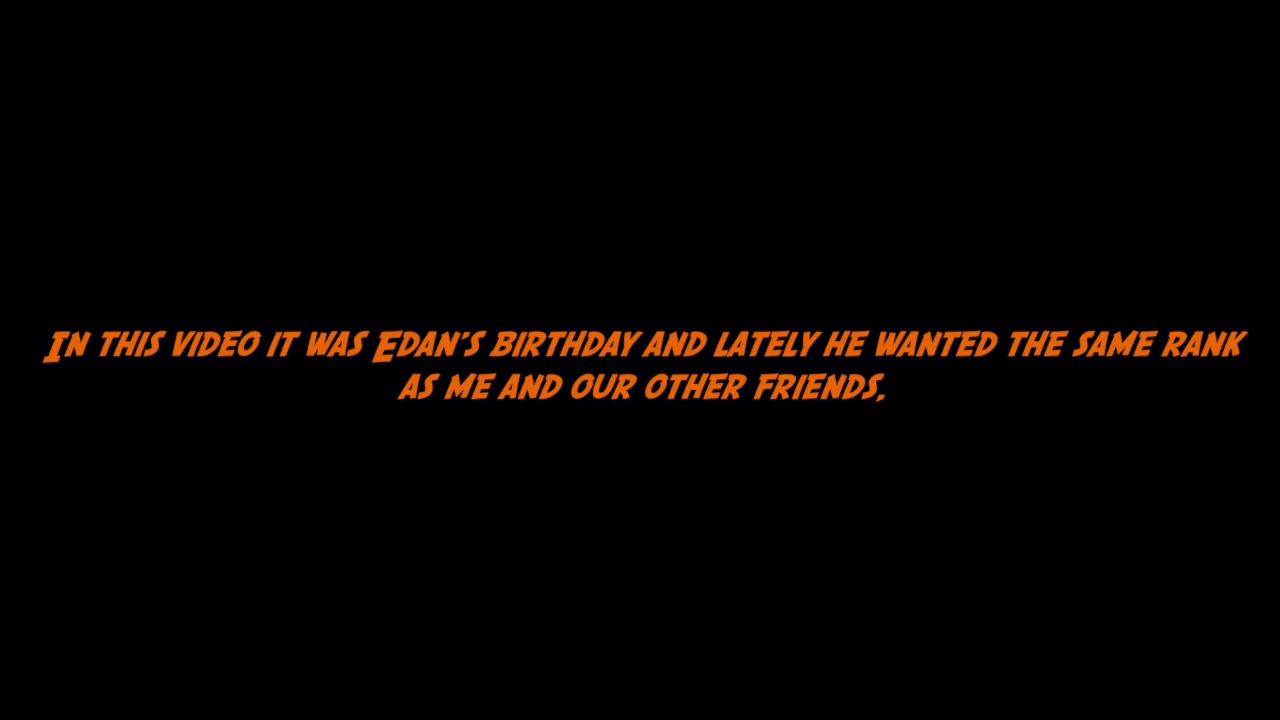 In this video it was Edan's birthday and lately he wanted the same rank
as me and our other friends.